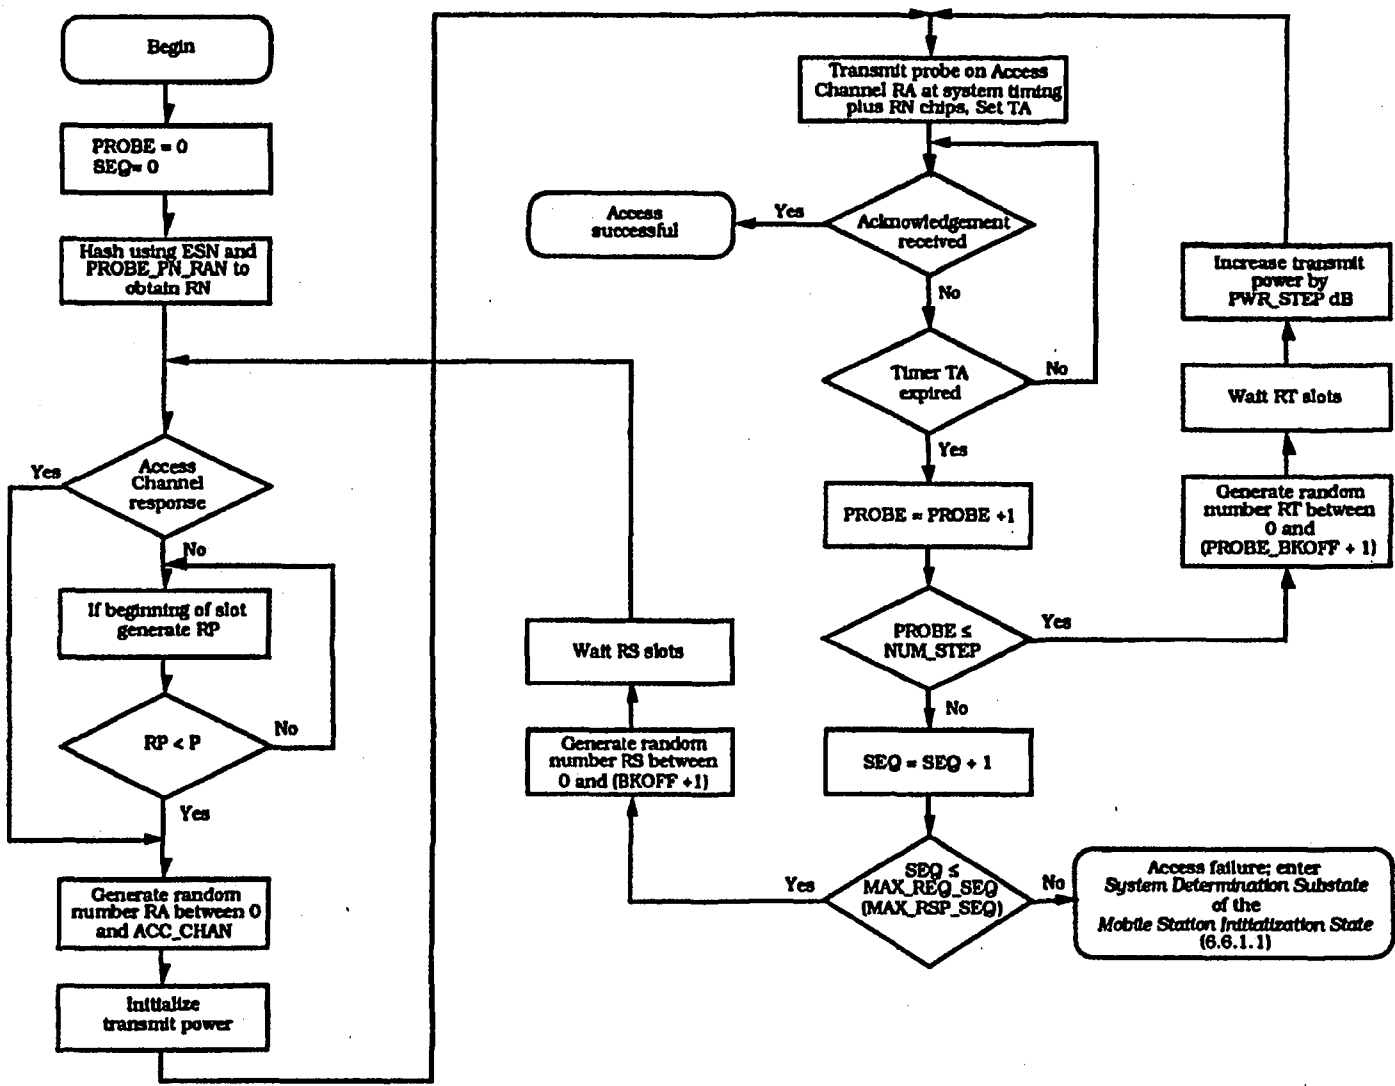 Begin
PROBE = 0
SEQ= 0
Hash using ESN and
PROBE_PN_RAN to
obtain RN
Yes
Access
Channel
response
No
If beginning of slot
generate RP
RP < P
No
Yes
Generate random
number RA between 0
and ACC_CHAN
Initialize
transmit power
Transmit probe on Access
Channel RA at system timing
plus RN chips, Set TA
Acknowledgement
received
Yes
Access
successful
No
Timer TA
expired
No
Yes
PROBE = PROBE +1
PROBE ≤
NUM_STEP
Yes
Generate random
number RT between
0 and
(PROBE_BKOFF + 1)
Wait RT slots
Increase transmit
power by
PWR_STEP dB
No
SEQ = SEQ + 1
SEQ ≤
MAX_REQ_SEQ
(MAX_RSP_SEQ)
Yes
Generate random
number RS between
0 and (BKOFF +1)
Wait RS slots
No
Access failure; enter
System Determination Substate
of the
Mobile Station Initialization State
(6.6.1.1)